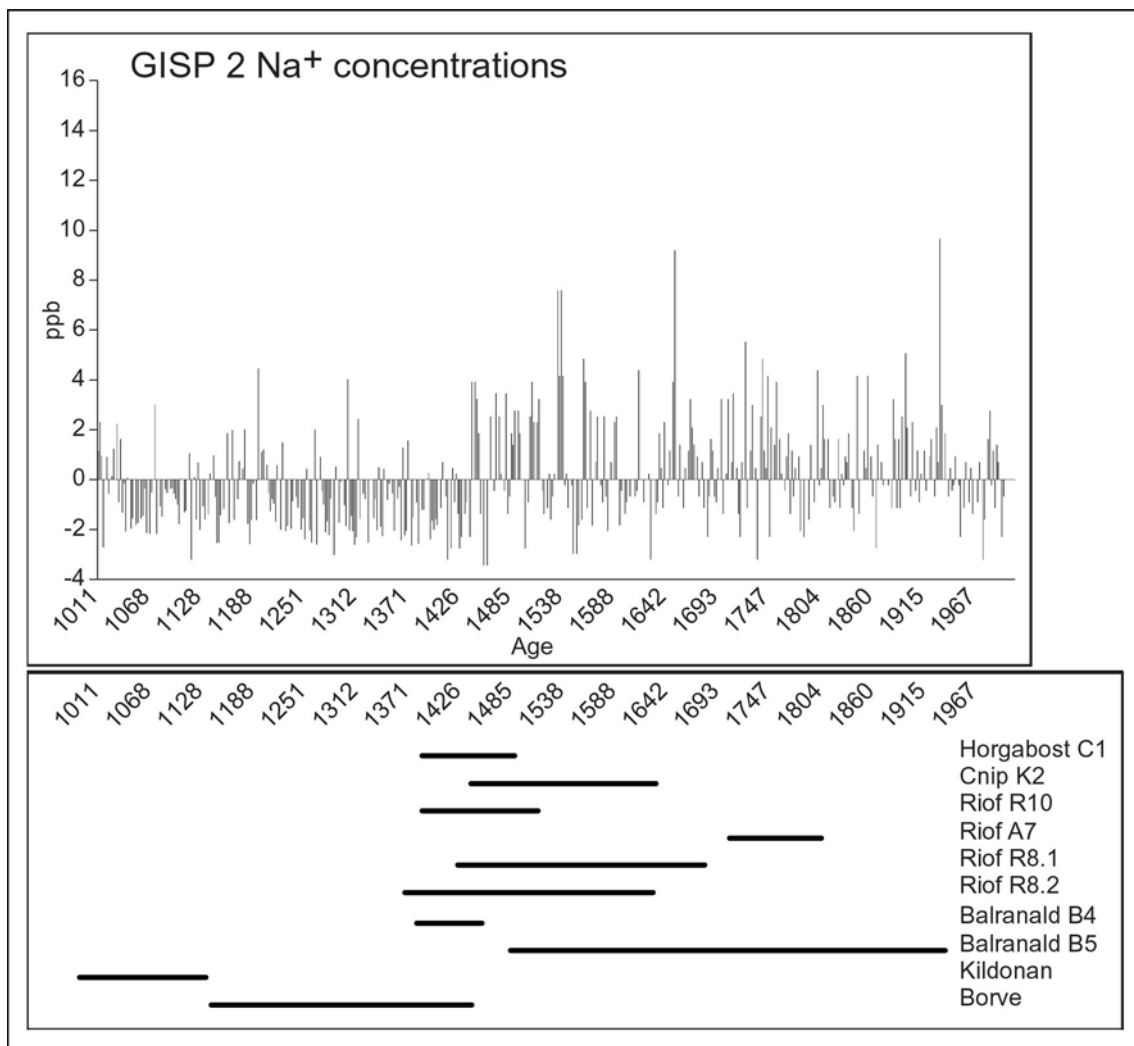 GISP 2 Na+ concentrations
16
14
12
10
8
6
4
2
0
-2
-4
ppb
1011 1068 1128 1188 1251 1312 1371 1426 1485 1538 1588 1642 1693 1747 1804 1860 1915 1967
Age
1011 1068 1128 1188 1251 1312 1371 1426 1485 1538 1588 1642 1693 1747 1804 1860 1915 1967
Horgabost C1
Cnip K2
Riof R10
Riof A7
Riof R8.1
Riof R8.2
Balranald B4
Balranald B5
Kildonan
Borve